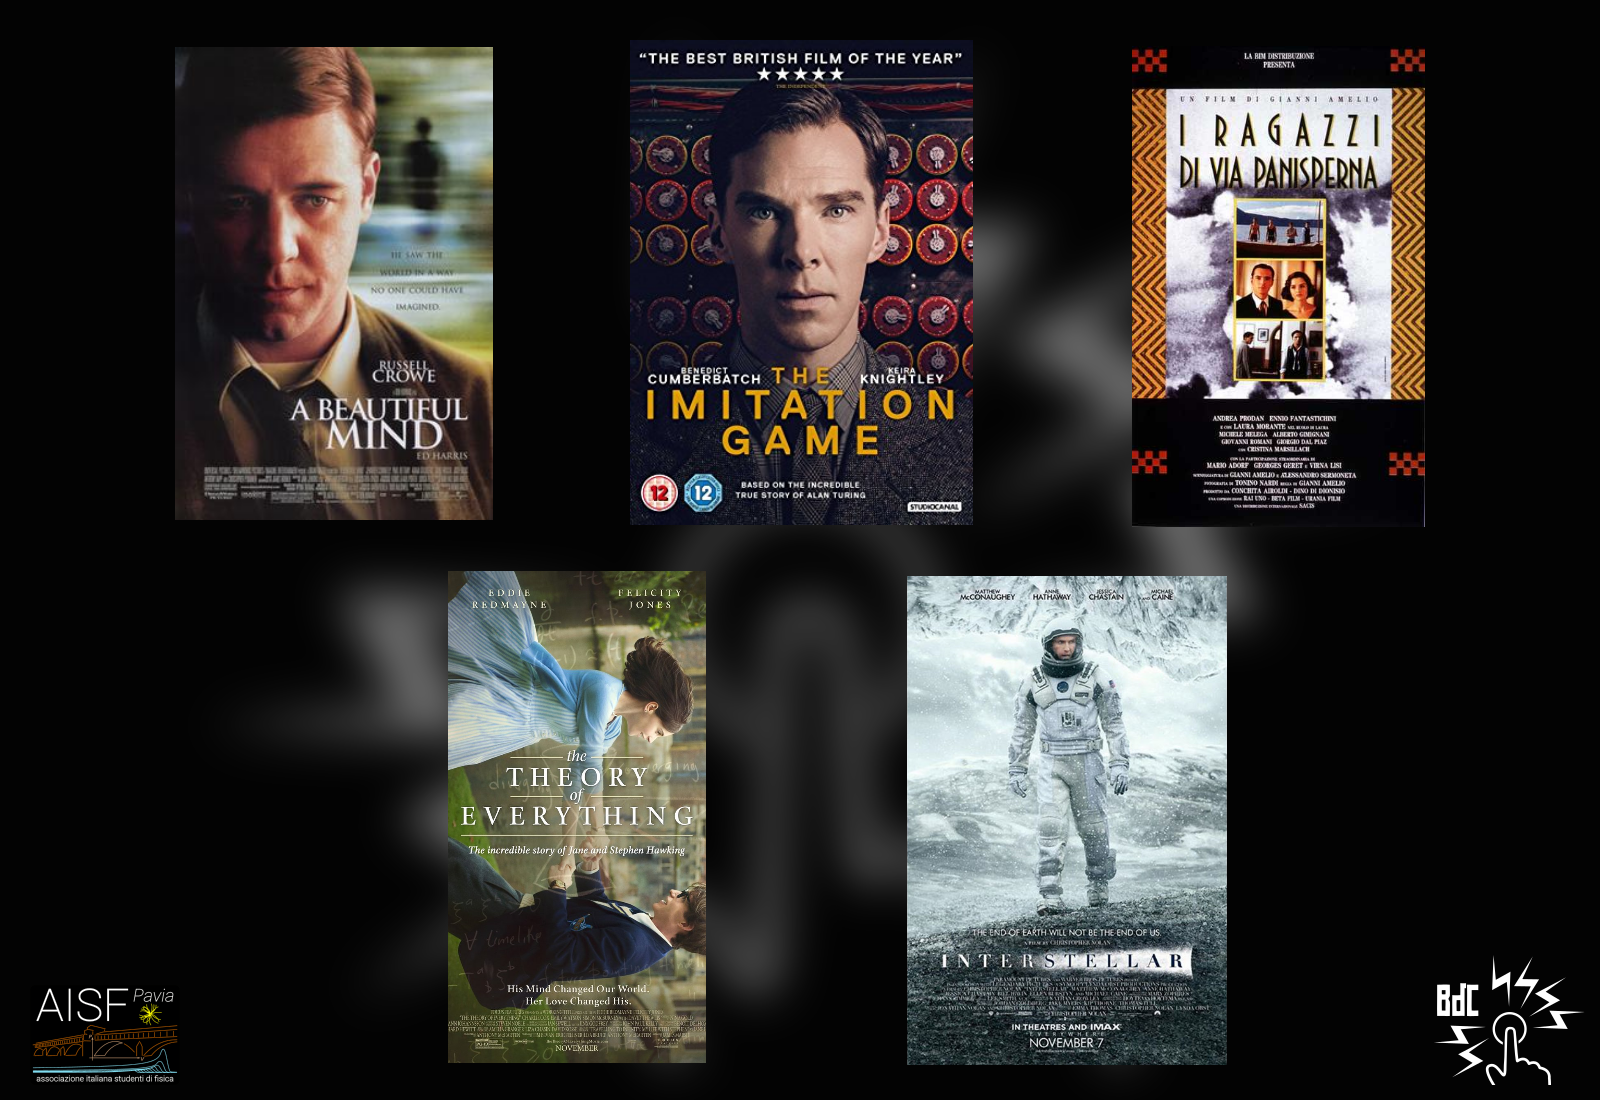 HE SAW THE
WORLD IN A WAY
NO ONE COULD HAVE
IMAGINED.
RUSSELL
CROWE
A BEAUTIFUL
MIND
ED HARRIS
“THE BEST BRITISH FILM OF THE YEAR”
★★★★★
THE INDEPENDENT
BENEDICT
CUMBERBATCH
KEIRA
KNIGHTLEY
THE
IMITATION
GAME
12 12
BASED ON THE INCREDIBLE
TRUE STORY OF ALAN TURING
STUDIOCANAL
LA BIM DISTRIBUZIONE
PRESENTA
UN FILM DI GIANNI AMELIO
I RAGAZZI
DI VIA PANISPERNA
ANDREA PRODAN ENNIO FANTASTICHINI
E CON LAURA MORANTE NEL RUOLO DI LAURA
MICHELE MELEGA ALBERTO GIMIGNANI
GIOVANNI ROMANI GIORGIO DAL PIAZ
CON CRISTINA MARSILLACH
CON LA PARTECIPAZIONE STRAORDINARIA DI
MARIO ADORF GEORGES GERET E VIRNA LISI
SCENEGGIATURA DI GIANNI AMELIO E ALESSANDRO SERMONETA
FOTOGRAFIA DI TONINO NARDI REGIA DI GIANNI AMELIO
PRODOTTO DA CONCHITA AIROLDI - DINO DI DIONISIO
UNA COPRODUZIONE RAI UNO - BETA FILM - URANIA FILM
UNA DISTRIBUZIONE INTERNAZIONALE SACIS
EDDIE
REDMAYNE
FELICITY
JONES
the
THEORY
of
EVERYTHING
The incredible story of Jane and Stephen Hawking
His Mind Changed Our World.
Her Love Changed His.
NOVEMBER
MATTHEW
McCONAUGHEY
ANNE
HATHAWAY
JESSICA
CHASTAIN
AND MICHAEL
CAINE
THE END OF EARTH WILL NOT BE THE END OF US
A FILM BY CHRISTOPHER NOLAN
INTERSTELLAR
IN THEATRES AND IMAX
EVERYWHERE
NOVEMBER 7
AISF Pavia
associazione italiana studenti di fisica
BdC